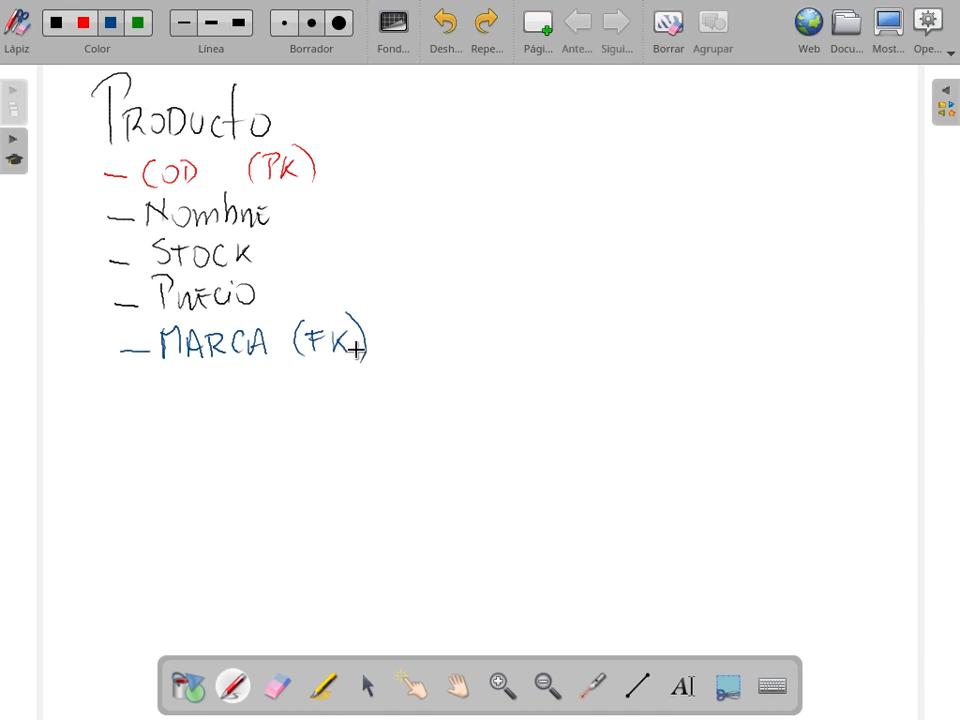 Lápiz Color Línea Borrador Fond... Desh... Repe... Pági... Ante... Sigui... Borrar Agrupar Web Docu... Most... Ope...
PRODUCTO
- COD (PK)
- NOMBRE
- STOCK
- PRECIO
- MARCA (FK)
AI